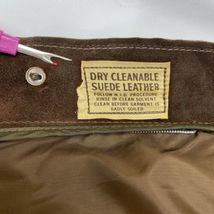 DRY CLEANABLE
SUEDE LEATHER
FOLLOW N.I.D. PROCEDURE
RINSE IN CLEAN SOLVENT
CLEAN BEFORE GARMENT IS
BADLY SOILED